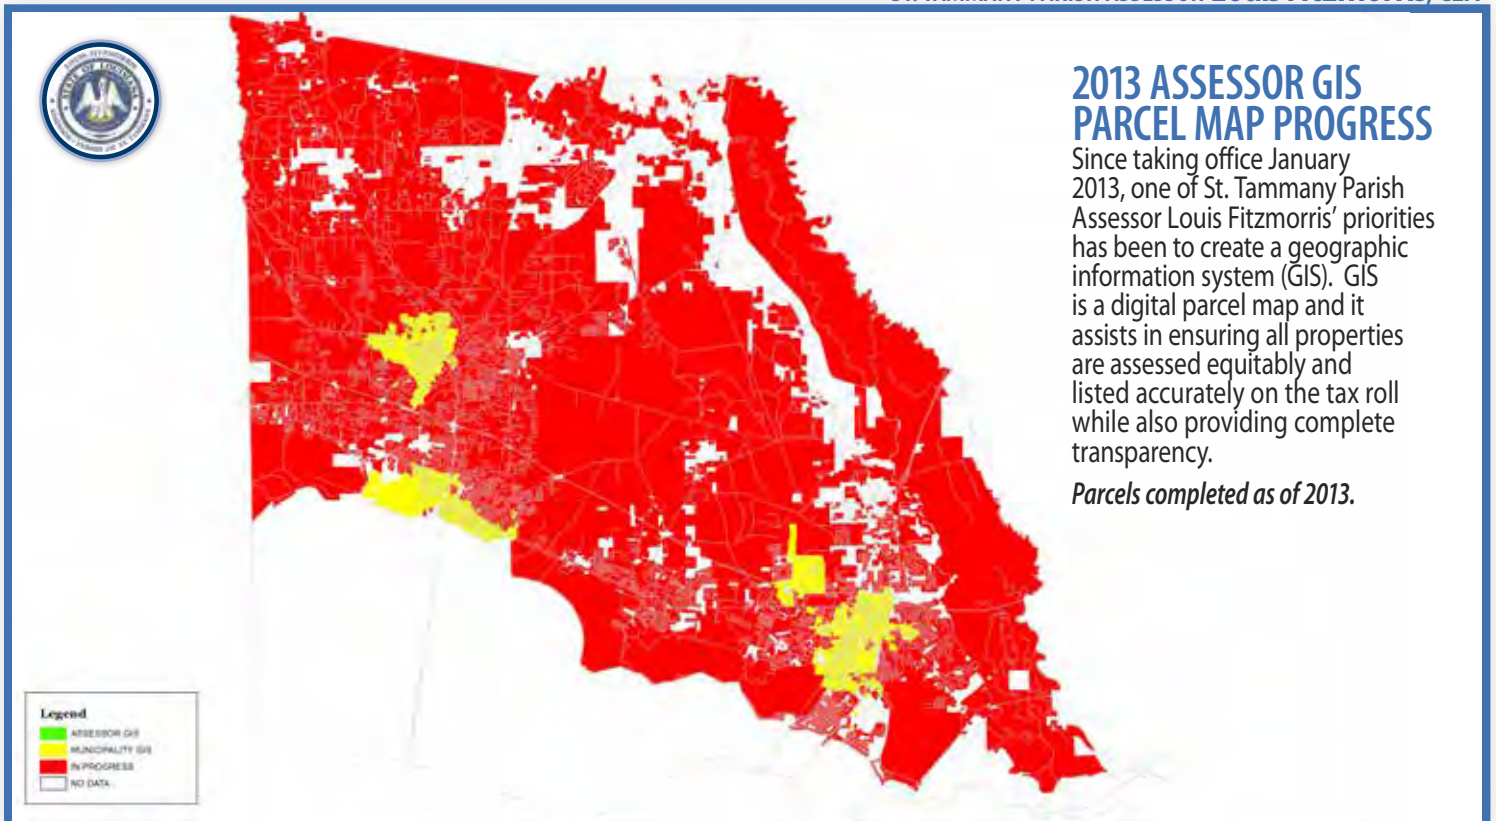 2013 ASSESSOR GIS
PARCEL MAP PROGRESS
Since taking office January
2013, one of St. Tammany Parish
Assessor Louis Fitzmorris’ priorities
has been to create a geographic
information system (GIS). GIS
is a digital parcel map and it
assists in ensuring all properties
are assessed equitably and
listed accurately on the tax roll
while also providing complete
transparency.
Parcels completed as of 2013.
STATE OF LOUISIANA
Legend
ASSESSOR GIS
MUNICIPALITY GIS
IN PROGRESS
NO DATA